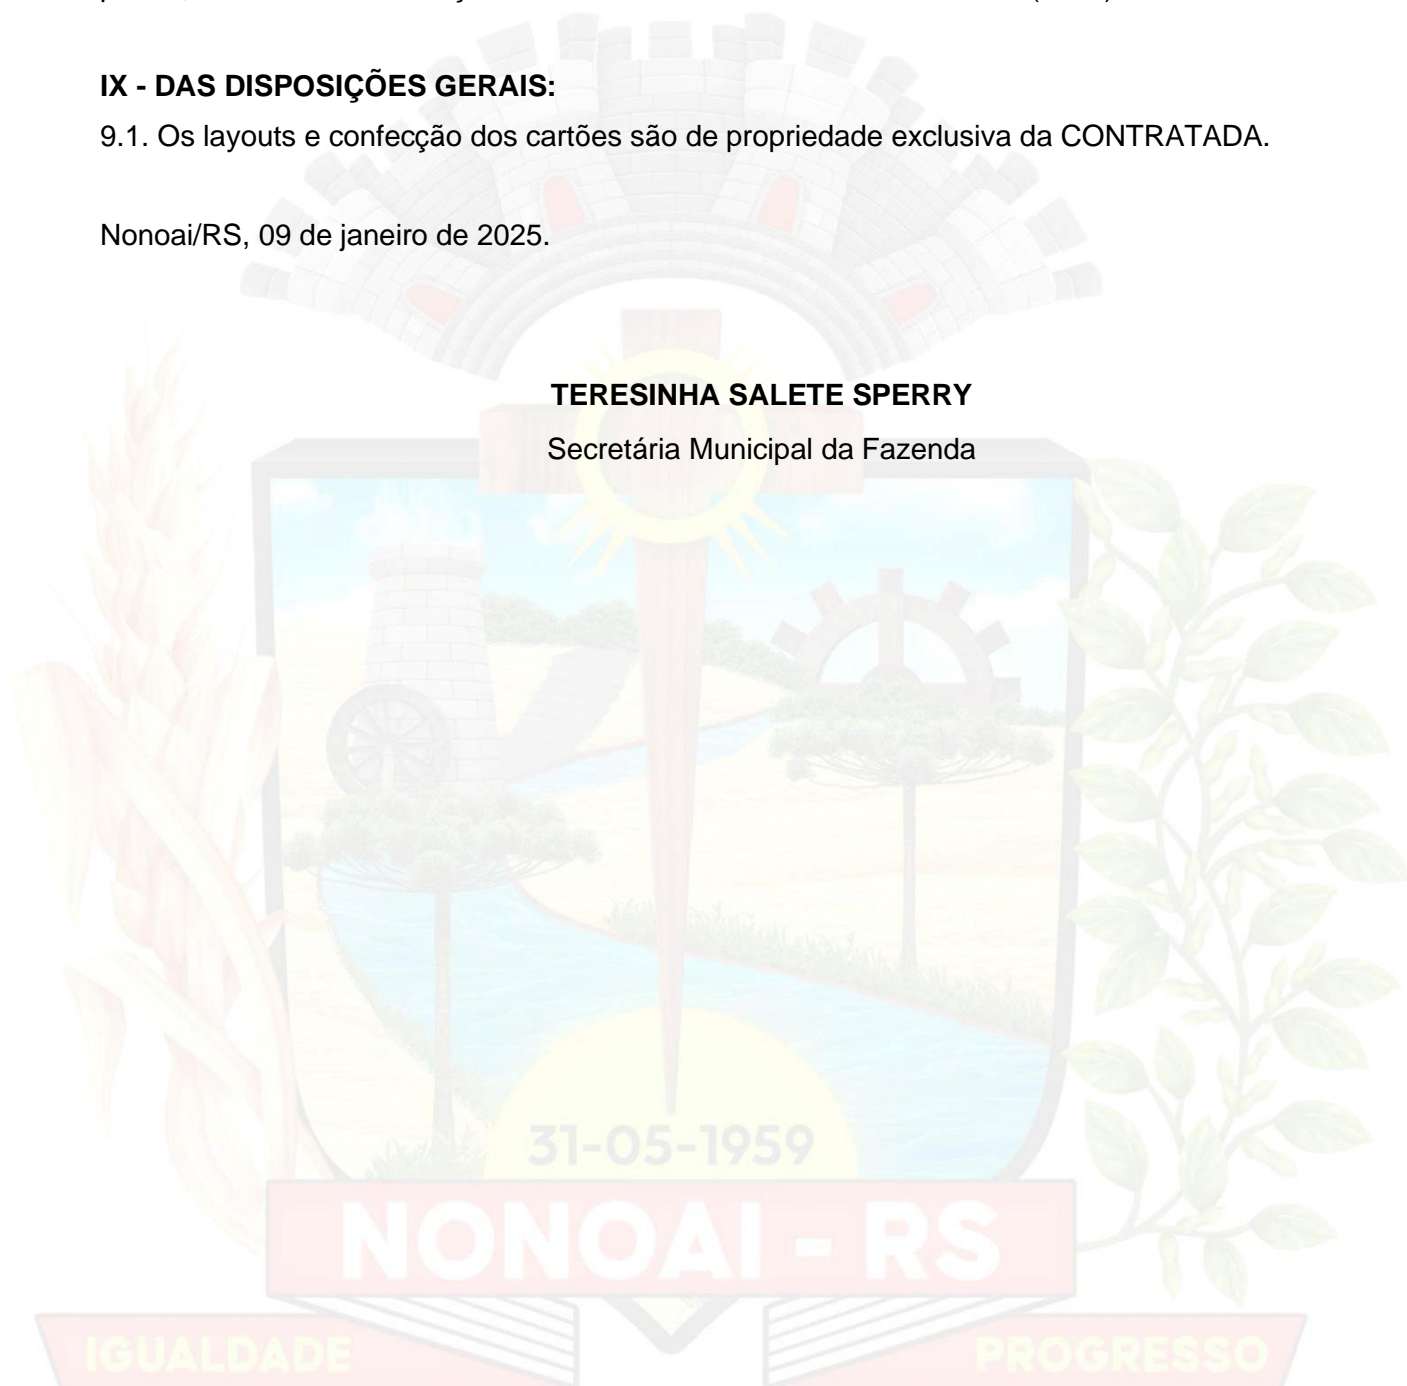 IX - DAS DISPOSIÇÕES GERAIS:
9.1. Os layouts e confecção dos cartões são de propriedade exclusiva da CONTRATADA.
Nonoai/RS, 09 de janeiro de 2025.
TERESINHA SALETE SPERRY
Secretária Municipal da Fazenda
31-05-1959
NONOAI - RS
IGUALDADE
PROGRESSO